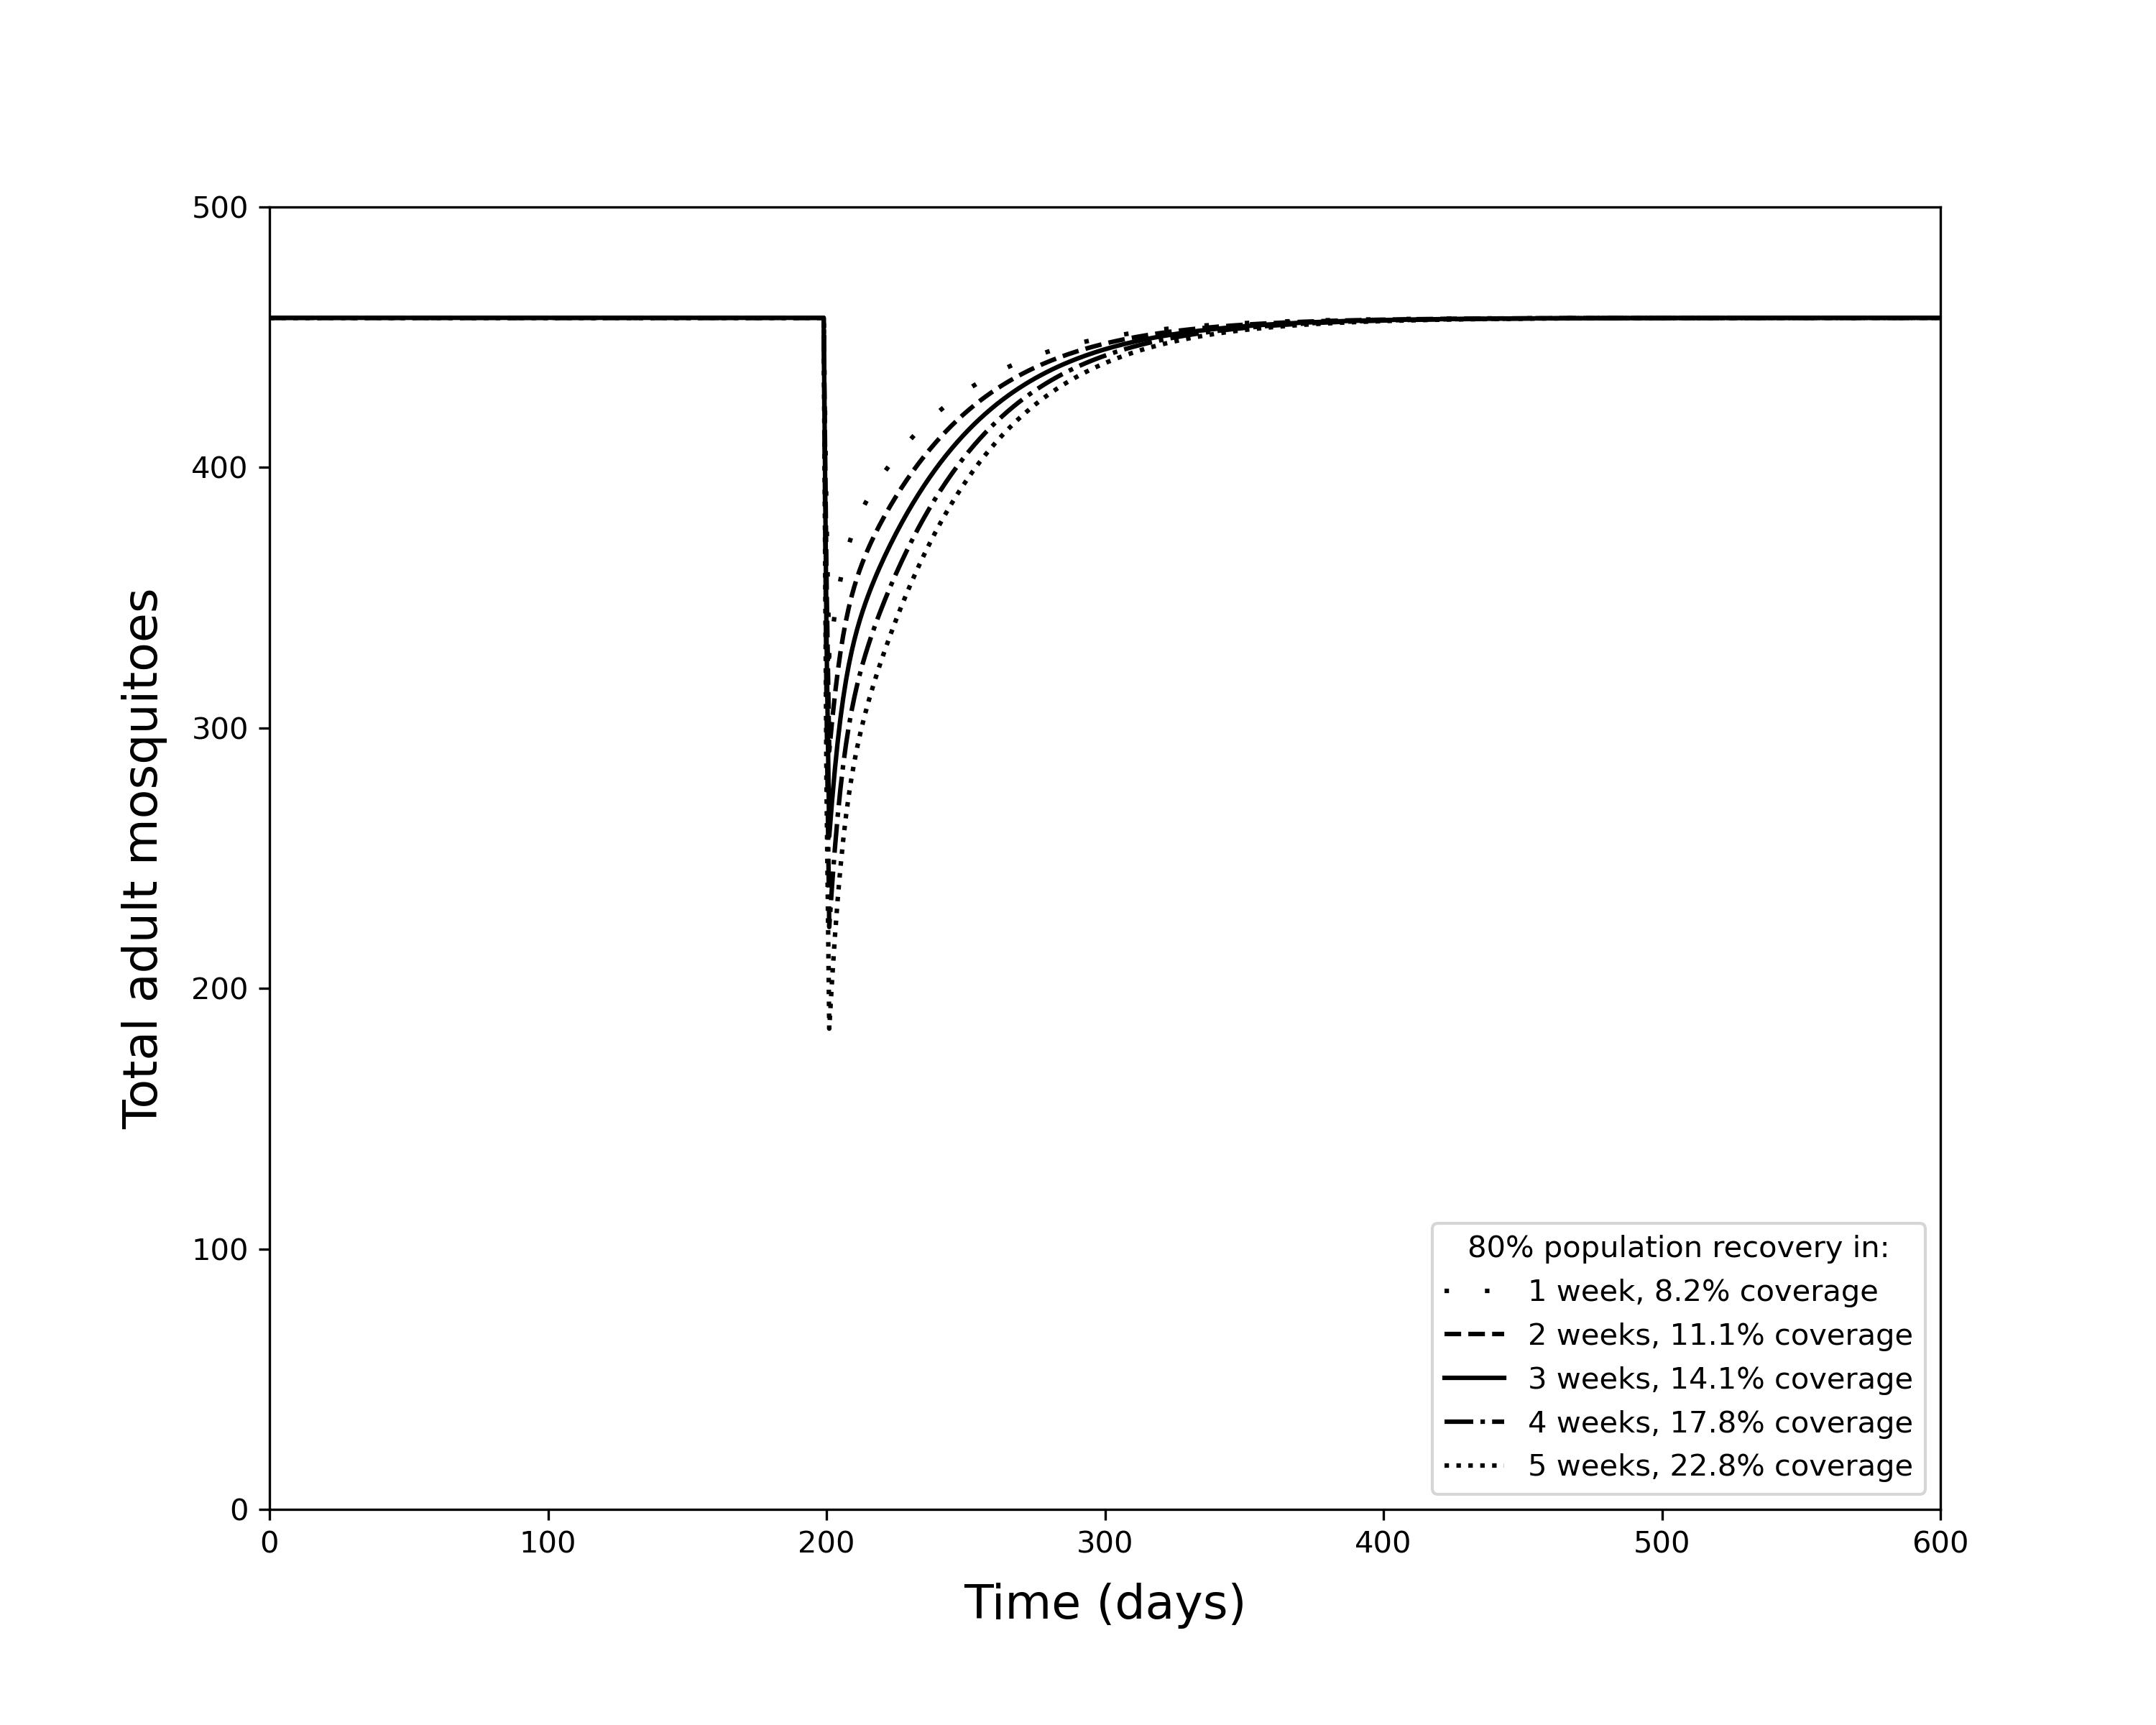 500
400
300
200
100
0
Total adult mosquitoes
0 100 200 300 400 500 600
Time (days)
80% population recovery in:
1 week, 8.2% coverage
2 weeks, 11.1% coverage
3 weeks, 14.1% coverage
4 weeks, 17.8% coverage
5 weeks, 22.8% coverage